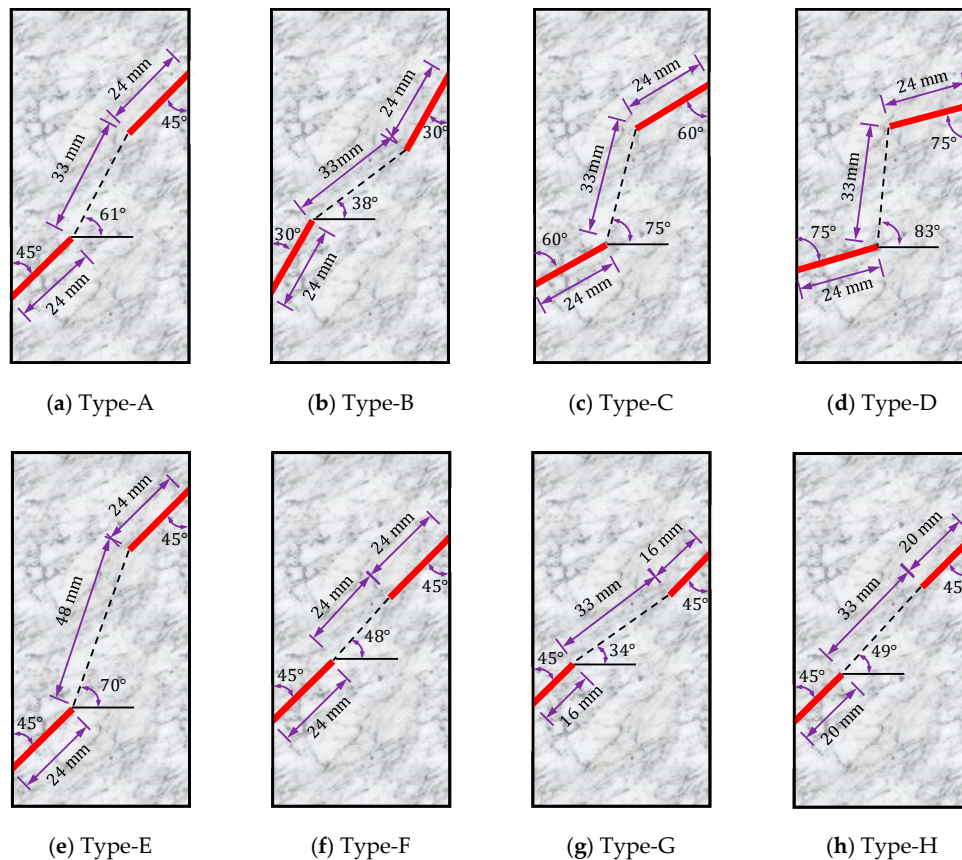 24 mm
45°
33 mm
61°
45°
24 mm
(a) Type-A
24 mm
30°
33mm
38°
30°
24 mm
(b) Type-B
24 mm
60°
33mm
60°
75°
24 mm
(c) Type-C
24 mm
75°
33mm
75°
83°
24 mm
(d) Type-D
24 mm
45°
48 mm
70°
45°
24 mm
(e) Type-E
24 mm
45°
24 mm
48°
45°
24 mm
(f) Type-F
16 mm
33 mm
45°
34°
45°
16 mm
(g) Type-G
20 mm
33 mm
45°
49°
45°
20 mm
(h) Type-H